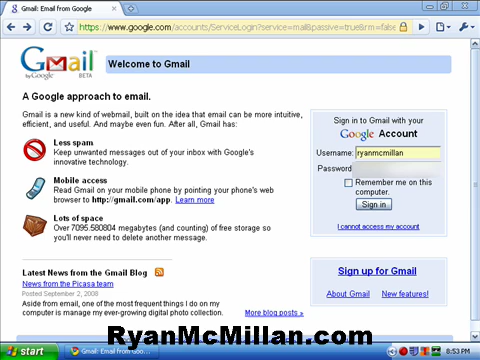 Gmail: Email from Google
https://www.google.com/accounts/ServiceLogin?service=mail&passive=true&rm=false
Gmail
by Google BETA
Welcome to Gmail
A Google approach to email.
Gmail is a new kind of webmail, built on the idea that email can be more intuitive,
efficient, and useful. And maybe even fun. After all, Gmail has:
Less spam
Keep unwanted messages out of your inbox with Google's
innovative technology.
Mobile access
Read Gmail on your mobile phone by pointing your phone's web
browser to http://gmail.com/app. Learn more
Lots of space
Over 7095.580804 megabytes (and counting) of free storage so
you'll never need to delete another message.
Latest News from the Gmail Blog
News from the Picasa team
Posted September 2, 2008
Aside from email, one of the most frequent things I do on my
computer is manage my ever-growing digital photo collection.
More blog posts »
Sign in to Gmail with your
Google Account
Username: ryanmcmillan
Password
Remember me on this
computer.
Sign in
I cannot access my account
Sign up for Gmail
About Gmail New features!
RyanMcMillan.com
start
Gmail: Email from Goo...
8:53 PM